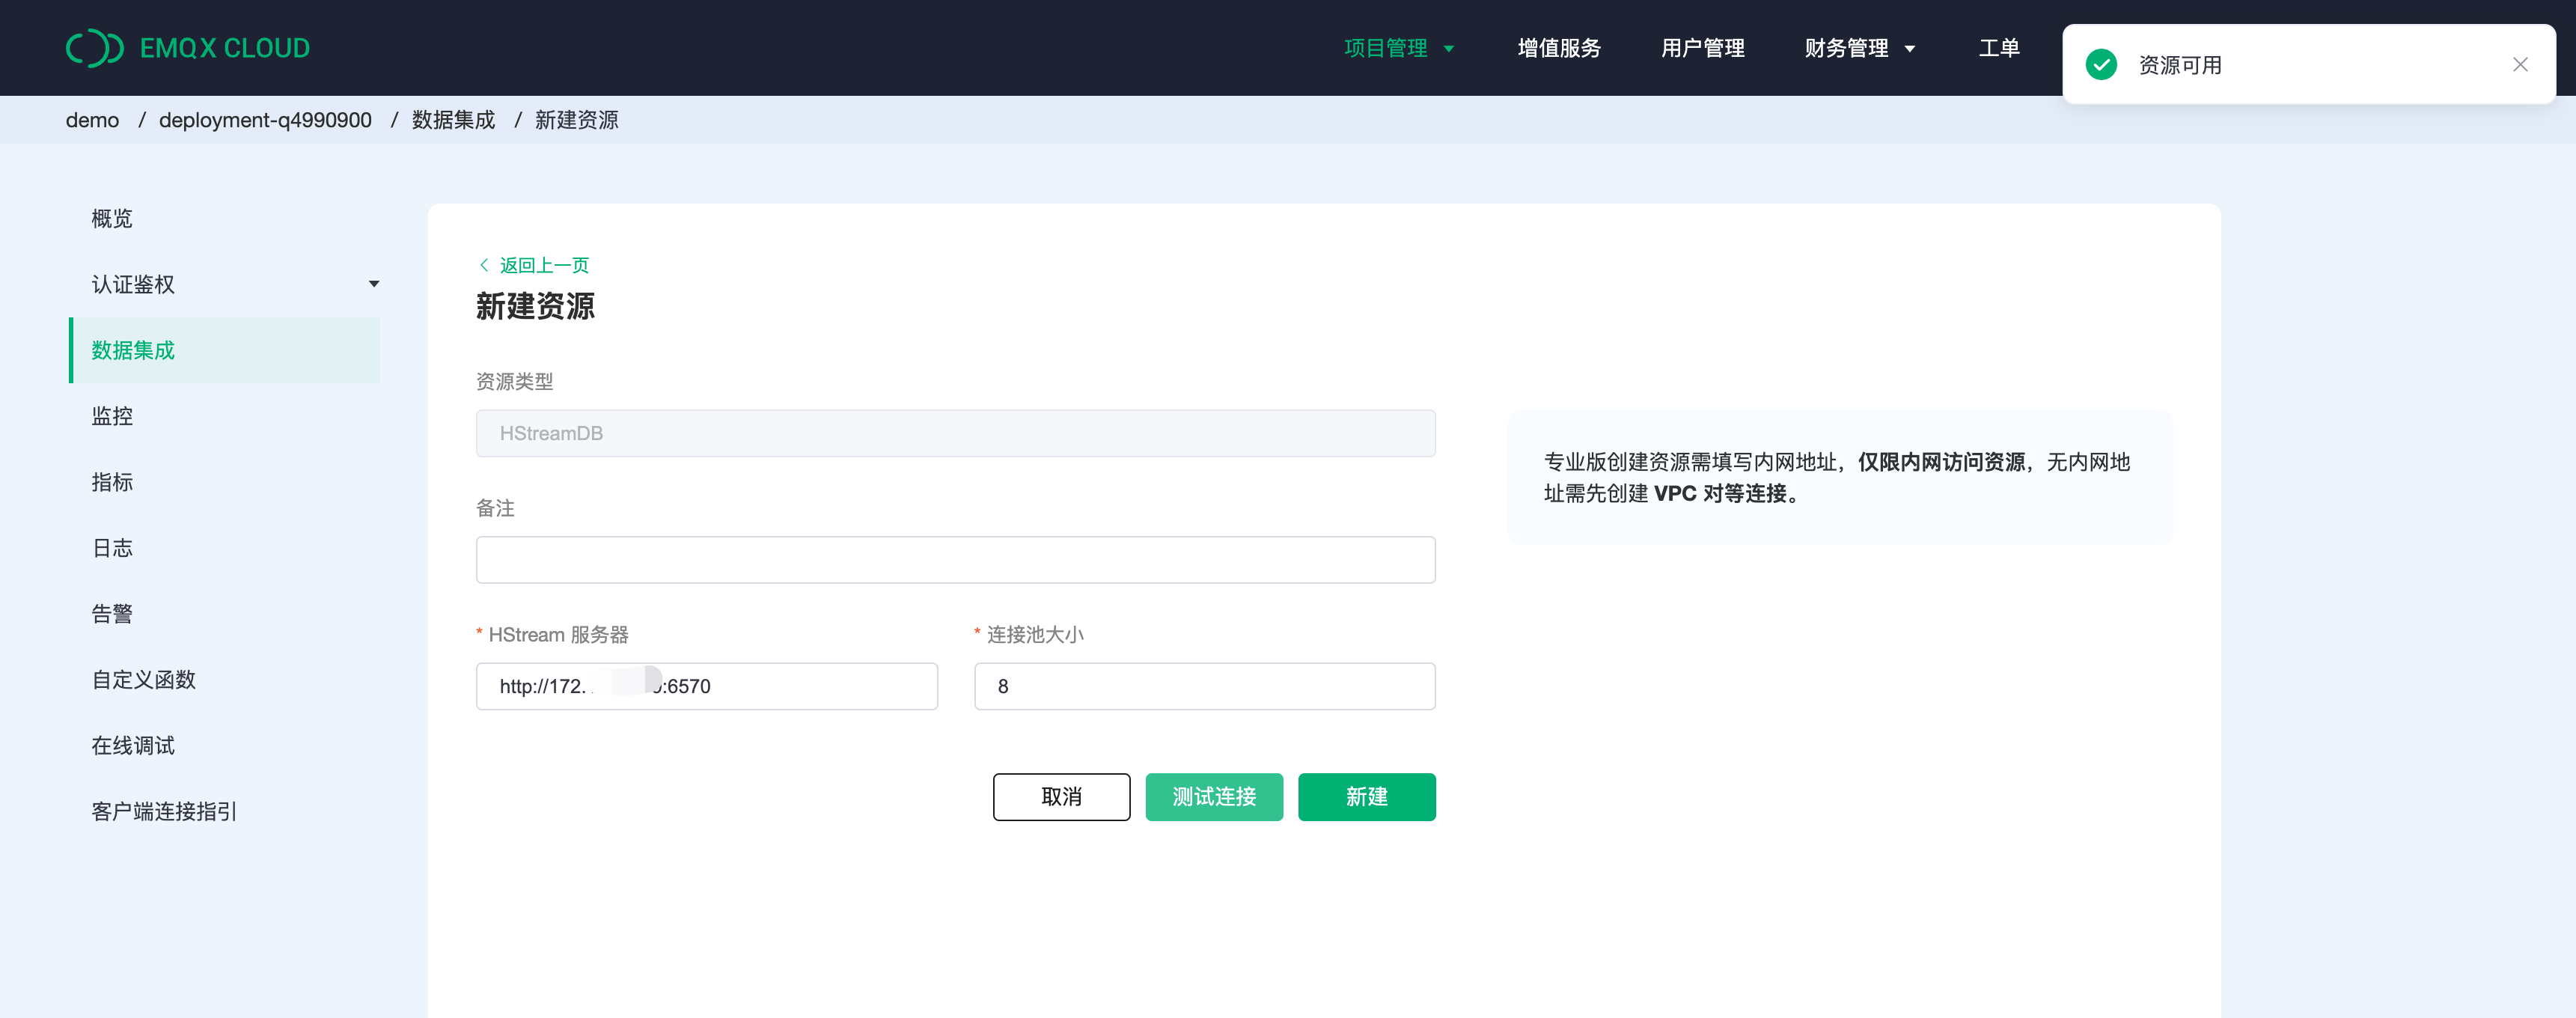 EMQX CLOUD
项目管理
增值服务
用户管理
财务管理
工单
资源可用
demo / deployment-q4990900 / 数据集成 / 新建资源
概览
认证鉴权
数据集成
监控
指标
日志
告警
自定义函数
在线调试
客户端连接指引
返回上一页
新建资源
资源类型
HStreamDB
备注
* HStream 服务器
http://172. :6570
* 连接池大小
8
取消
测试连接
新建
专业版创建资源需填写内网地址，仅限内网访问资源，无内网地
址需先创建 VPC 对等连接。